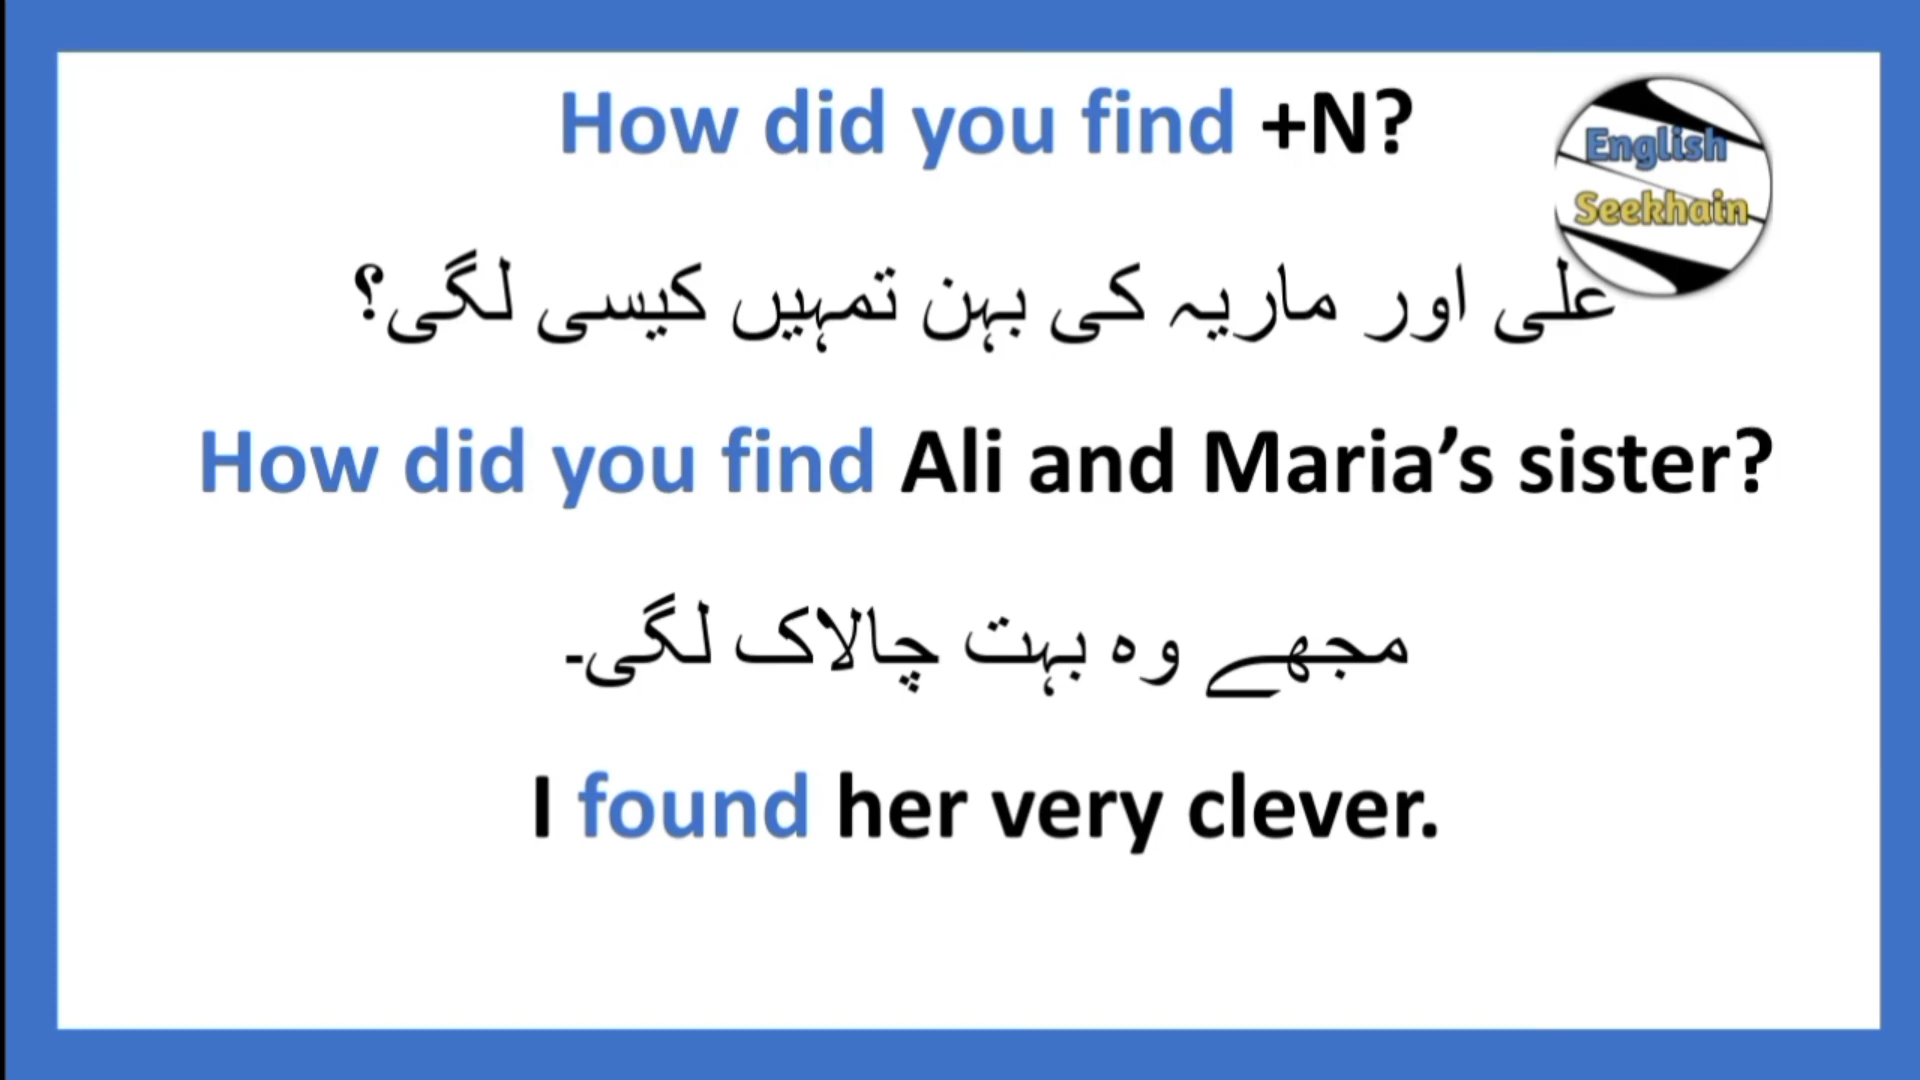 How did you find +N?
English
Seekhain
علی اور ماریہ کی بہن تمہیں کیسی لگی؟
How did you find Ali and Maria’s sister?
مجھے وہ بہت چالاک لگی۔
I found her very clever.